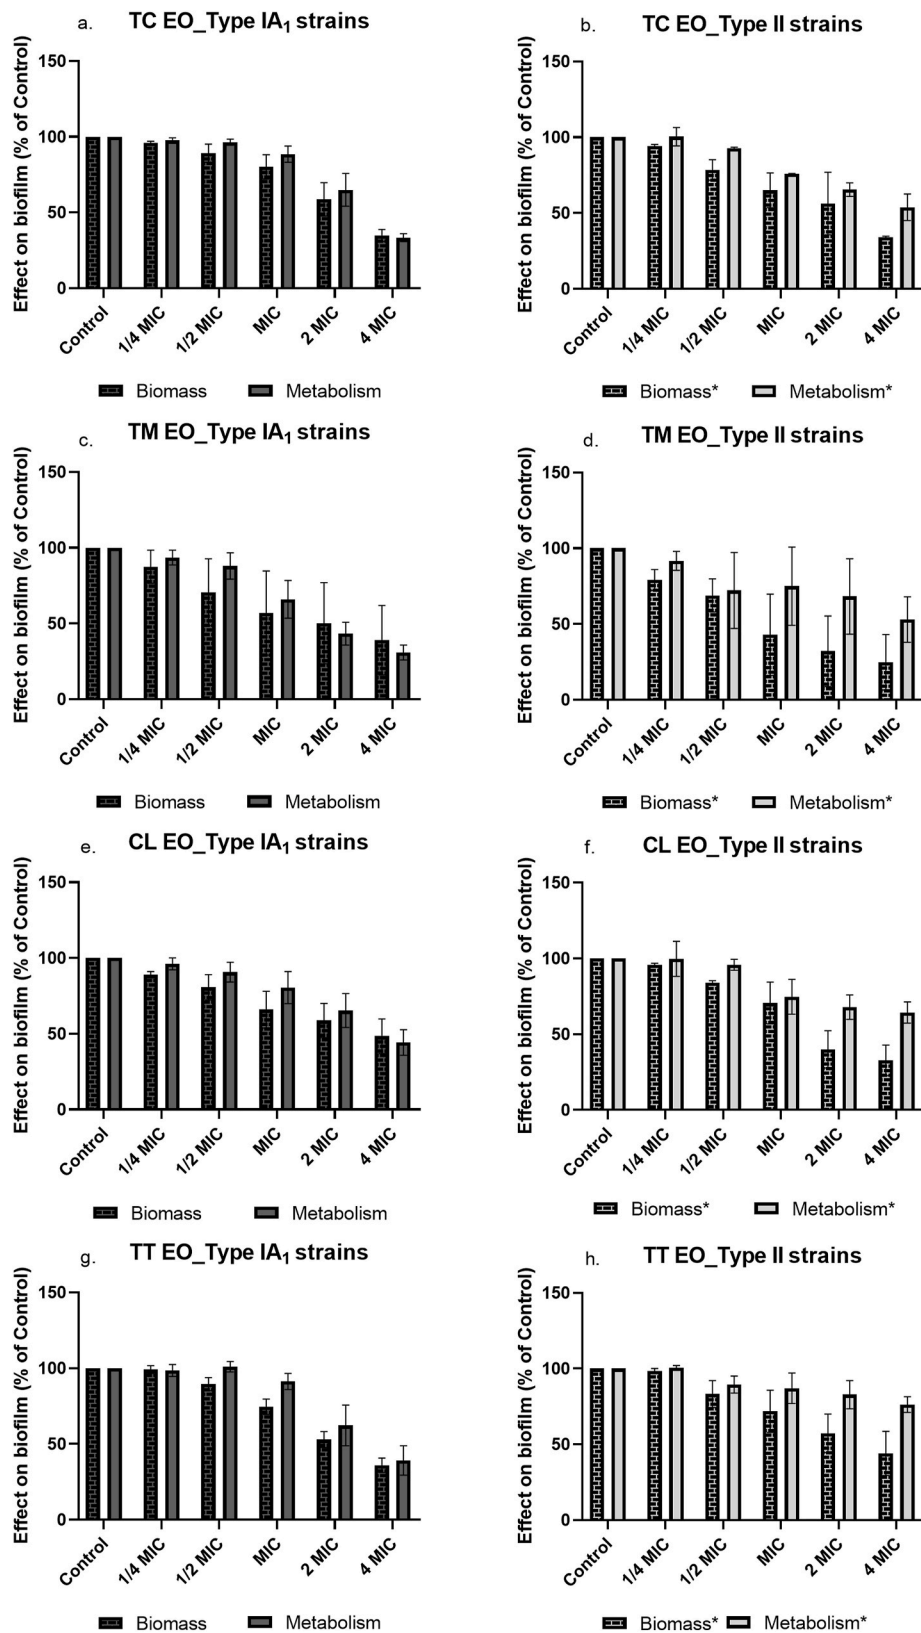 a. TC EO_Type IA1 strains
Effect on biofilm (% of Control)
150
100
50
0
Control 1/4 MIC 1/2 MIC MIC 2 MIC 4 MIC
Biomass Metabolism
b. TC EO_Type II strains
Effect on biofilm (% of Control)
150
100
50
0
Control 1/4 MIC 1/2 MIC MIC 2 MIC 4 MIC
Biomass* Metabolism*
c. TM EO_Type IA1 strains
Effect on biofilm (% of Control)
150
100
50
0
Control 1/4 MIC 1/2 MIC MIC 2 MIC 4 MIC
Biomass Metabolism
d. TM EO_Type II strains
Effect on biofilm (% of Control)
150
100
50
0
Control 1/4 MIC 1/2 MIC MIC 2 MIC 4 MIC
Biomass* Metabolism*
e. CL EO_Type IA1 strains
Effect on biofilm (% of Control)
150
100
50
0
Control 1/4 MIC 1/2 MIC MIC 2 MIC 4 MIC
Biomass Metabolism
f. CL EO_Type II strains
Effect on biofilm (% of Control)
150
100
50
0
Control 1/4 MIC 1/2 MIC MIC 2 MIC 4 MIC
Biomass* Metabolism*
g. TT EO_Type IA1 strains
Effect on biofilm (% of Control)
150
100
50
0
Control 1/4 MIC 1/2 MIC MIC 2 MIC 4 MIC
Biomass Metabolism
h. TT EO_Type II strains
Effect on biofilm (% of Control)
150
100
50
0
Control 1/4 MIC 1/2 MIC MIC 2 MIC 4 MIC
Biomass* Metabolism*